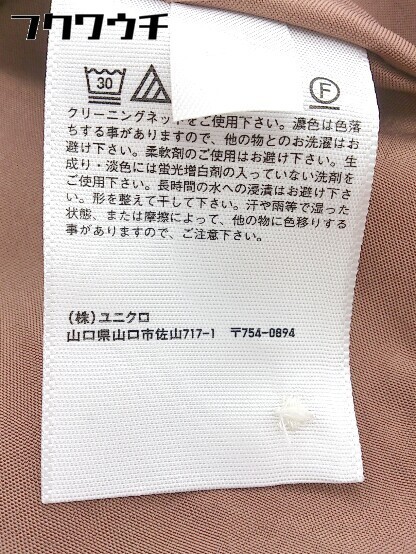 フクワウチ
30
F
クリーニングネットをご使用下さい。濃色は色落
ちする事がありますので、他の物とのお洗濯はお
避け下さい。柔軟剤のご使用はお避け下さい。生
成り・淡色には蛍光増白剤の入っていない洗剤を
ご使用下さい。長時間の水への浸漬はお避け下さ
い。形を整えて干して下さい。汗や雨等で湿った
状態、または摩擦によって、他の物に色移りする
事がありますので、ご注意下さい。
(株)ユニクロ
山口県山口市佐山717-1 〒754-0894